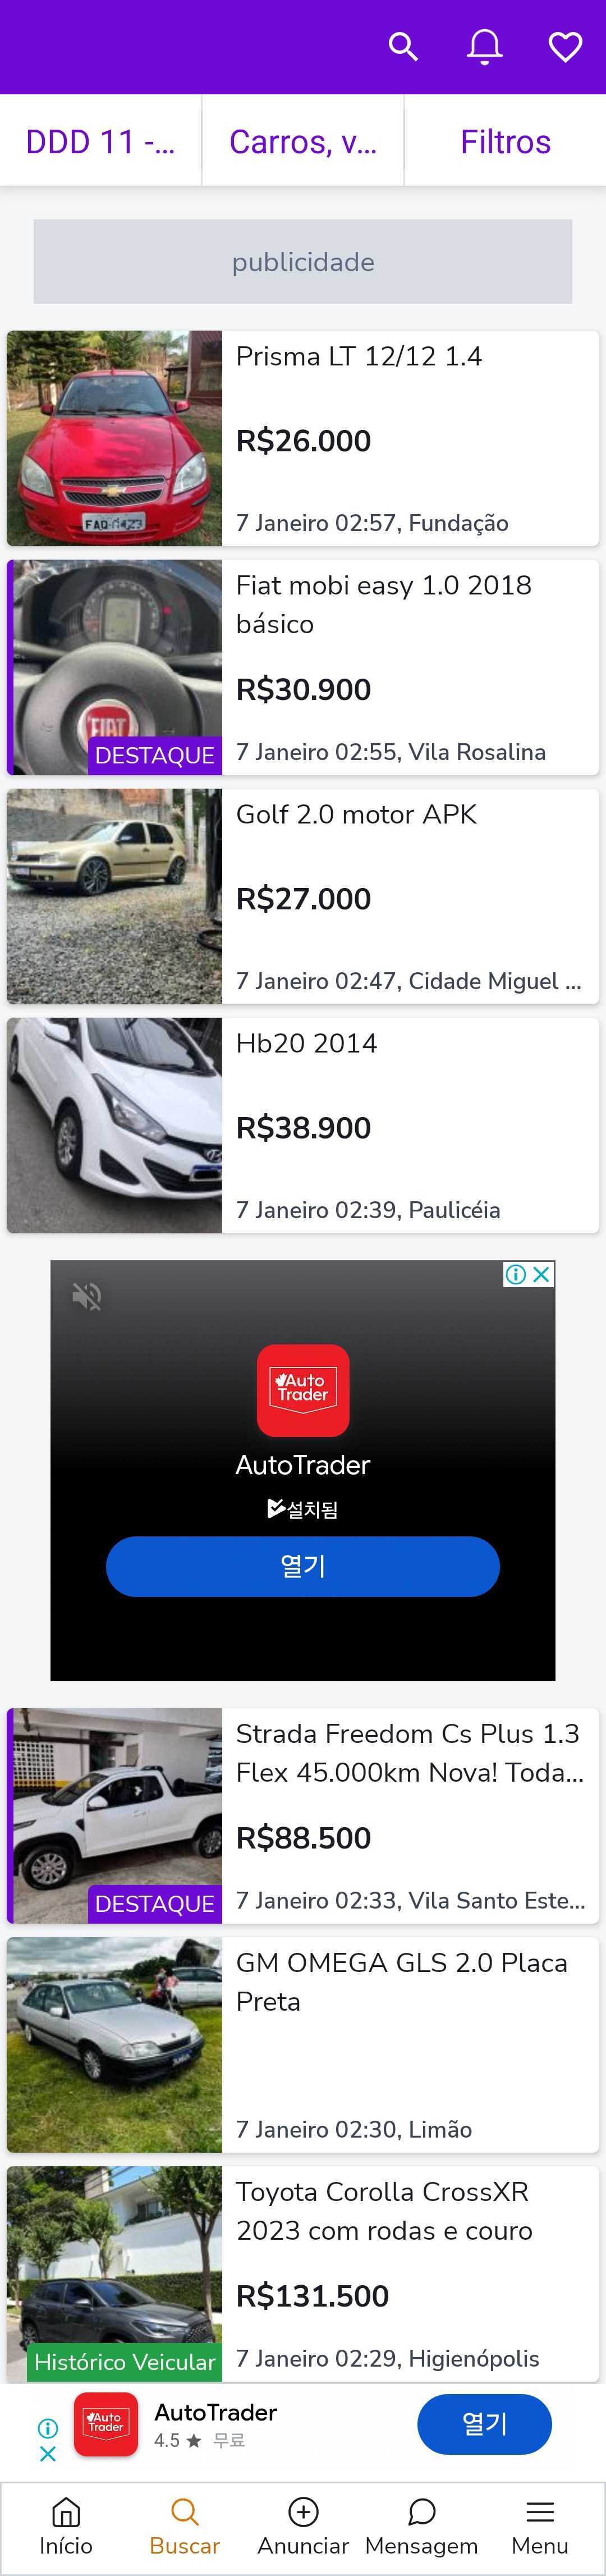 DDD 11 -...
Carros, v...
Filtros
publicidade
Prisma LT 12/12 1.4
R$26.000
7 Janeiro 02:57, Fundação
Fiat mobi easy 1.0 2018
básico
R$30.900
FIAT
DESTAQUE
7 Janeiro 02:55, Vila Rosalina
Golf 2.0 motor APK
R$27.000
7 Janeiro 02:47, Cidade Miguel ...
Hb20 2014
R$38.900
7 Janeiro 02:39, Paulicéia
Auto
Trader
AutoTrader
설치됨
열기
Strada Freedom Cs Plus 1.3
Flex 45.000km Nova! Toda...
R$88.500
DESTAQUE
7 Janeiro 02:33, Vila Santo Este...
GM OMEGA GLS 2.0 Placa
Preta
7 Janeiro 02:30, Limão
Toyota Corolla CrossXR
2023 com rodas e couro
R$131.500
Histórico Veicular
7 Janeiro 02:29, Higienópolis
Auto
Trader
AutoTrader
4.5 ★ 무료
열기
Início
Buscar
Anunciar
Mensagem
Menu